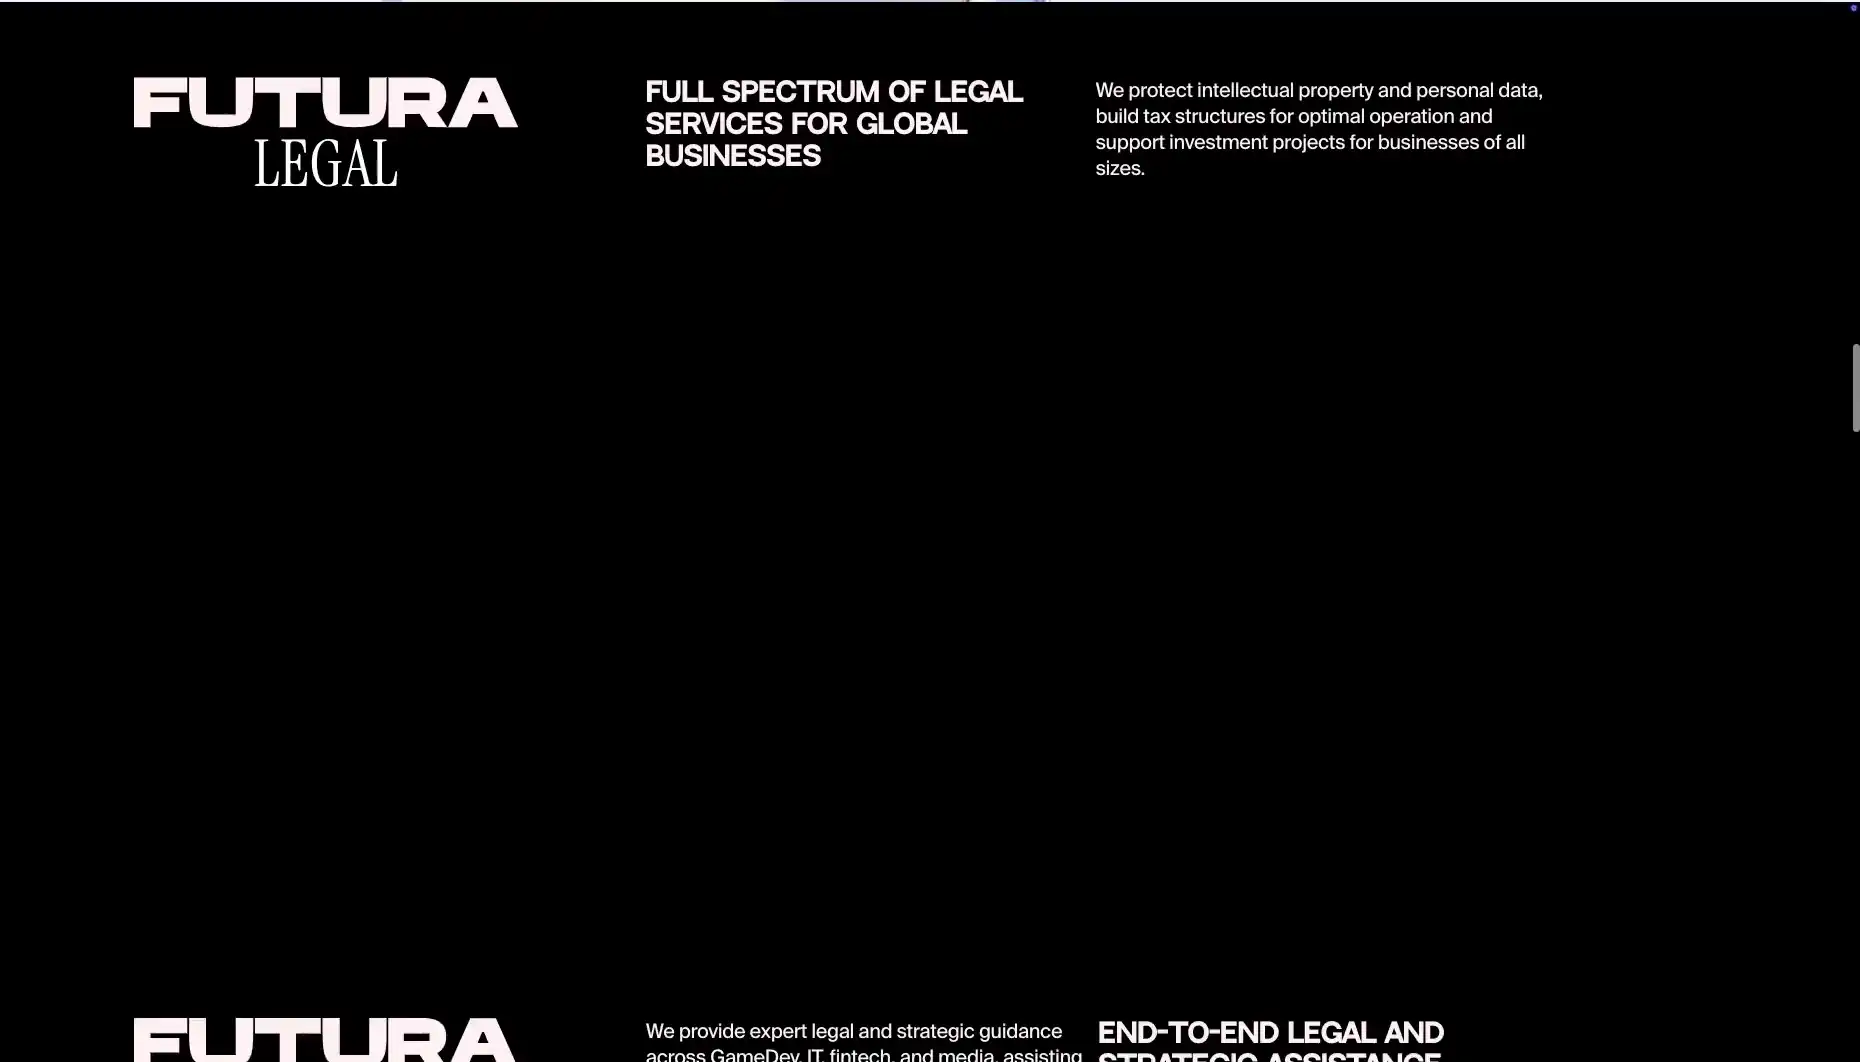 FUTURA
LEGAL
FULL SPECTRUM OF LEGAL
SERVICES FOR GLOBAL
BUSINESSES
We protect intellectual property and personal data,
build tax structures for optimal operation and
support investment projects for businesses of all
sizes.
FUTURA
We provide expert legal and strategic guidance
across GameDev, IT, fintech, and media, assisting
END-TO-END LEGAL AND
STRATEGIC ASSISTANCE